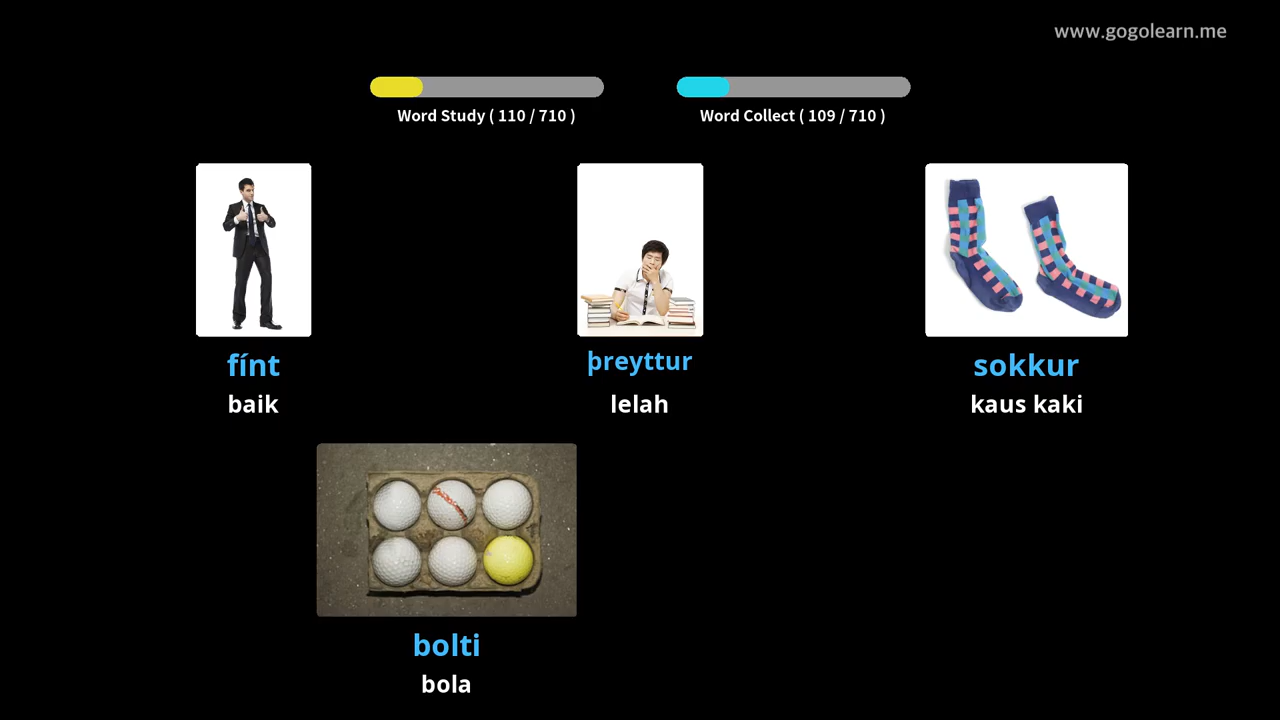 www.gogolearn.me
Word Study ( 110 / 710 )
Word Collect ( 109 / 710 )
fínt
baik
þreyttur
lelah
sokkur
kaus kaki
bolti
bola